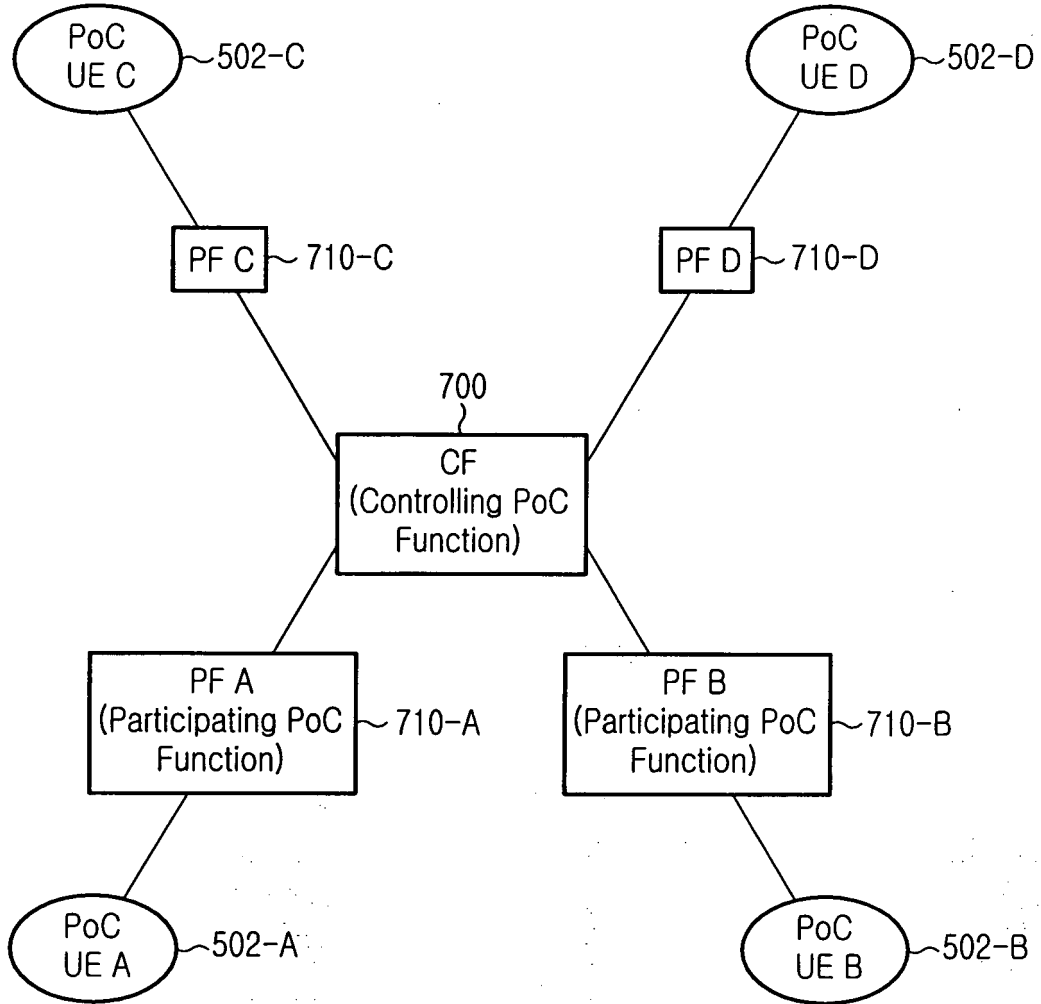 PoC
UE C
502-C
PoC
UE D
502-D
PF C
710-C
PF D
710-D
700
CF
(Controlling PoC
Function)
PF A
(Participating PoC
Function)
710-A
PF B
(Participating PoC
Function)
710-B
PoC
UE A
502-A
PoC
UE B
502-B